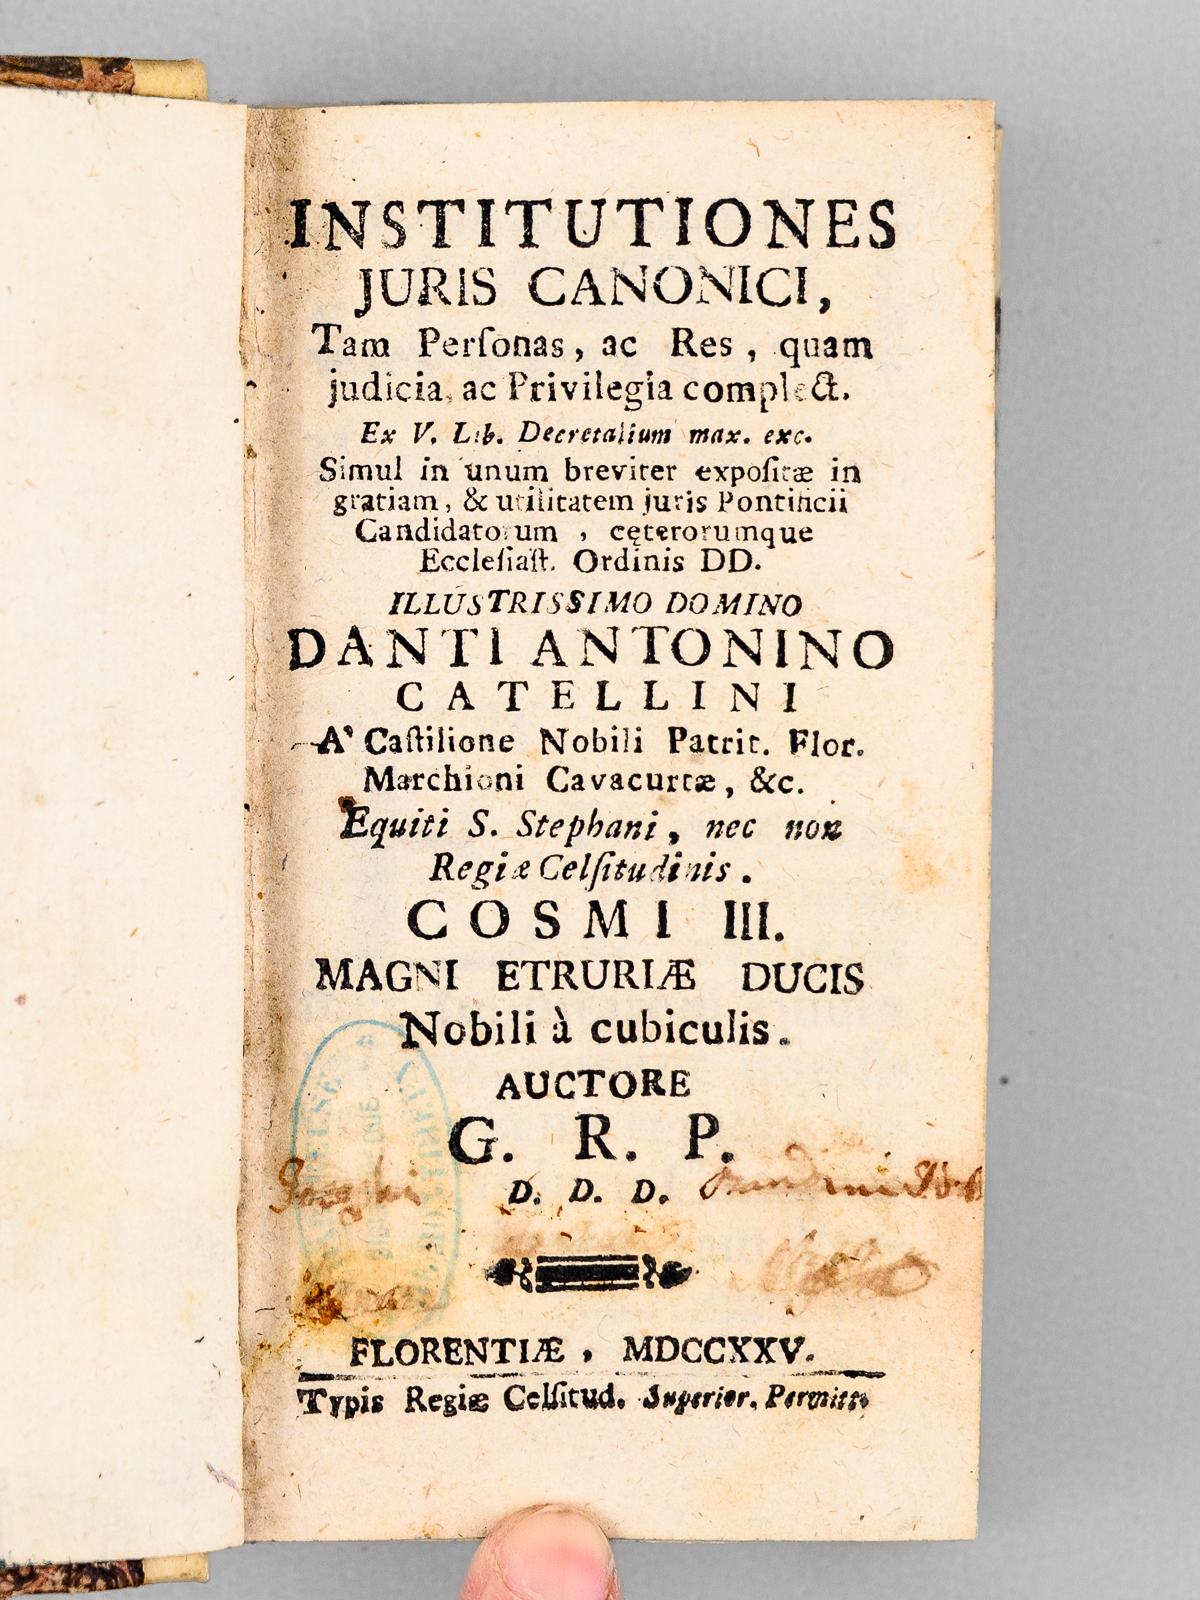 INSTITUTIONES
JURIS CANONICI,
Tam Perſonas, ac Res, quam
judicia, ac Privilegia complect.
Ex V. Lib. Decretalium max. exc.
Simul in unum breviter expoſitæ in
gratiam, & utilitatem juris Pontificii
Candidatorum, cęterorumque
Eccleſiaſt. Ordinis DD.
ILLUSTRISSIMO DOMINO
DANTI ANTONINO
CATELLINI
A' Caſtilione Nobili Patrit. Flor.
Marchioni Cavacurtæ, &c.
Equiti S. Stephani, nec non
Regiæ Celſitudinis.
COSMI III.
MAGNI ETRURIÆ DUCIS
Nobili à cubiculis.
AUCTORE
G. R. P.
D. D. D.
FLORENTIÆ, MDCCXXV.
Typis Regiæ Celſitud. Superior. Permitt.